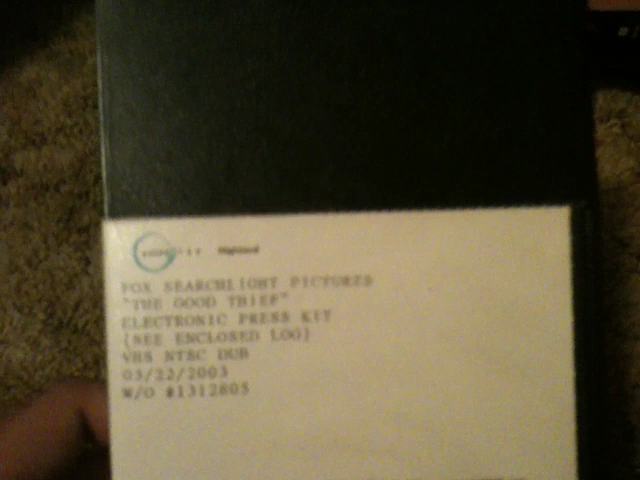 Highland
FOX SEARCHLIGHT PICTURES
"THE GOOD THIEF"
ELECTRONIC PRESS KIT
(SEE ENCLOSED LOG)
VHS NTSC DUB
03/22/2003
W/O #1312805